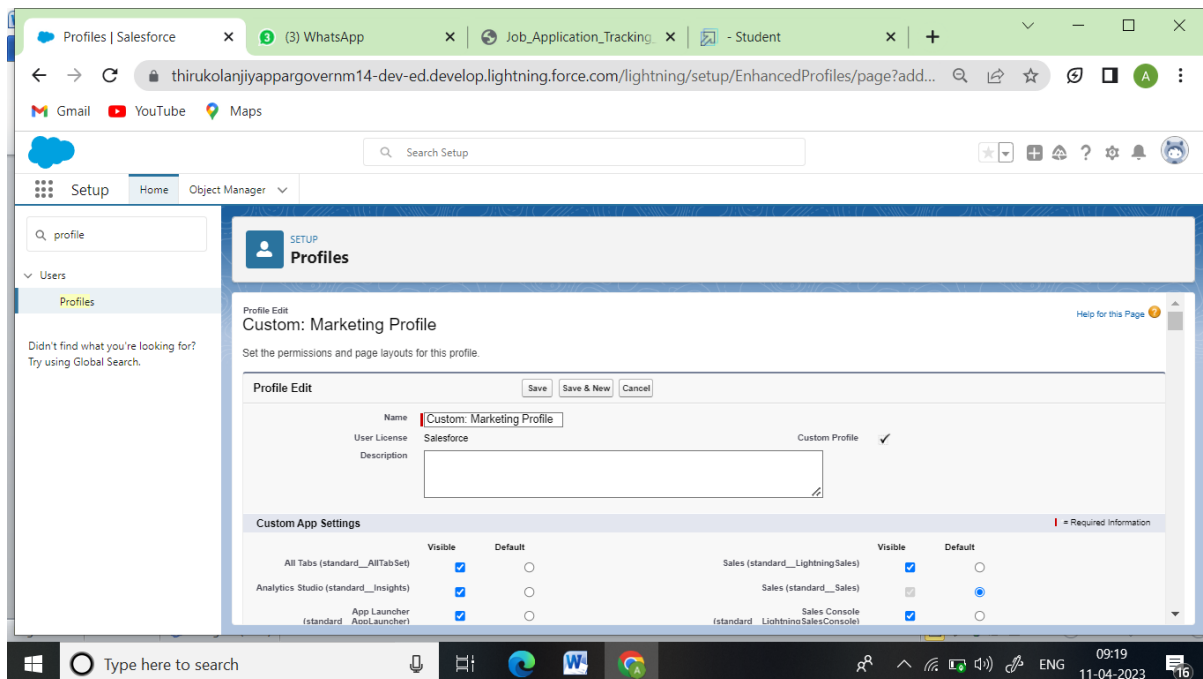 Profiles | Salesforce
3 (3) WhatsApp
Job_Application_Tracking_
- Student
thirukolanjiyappargovernm14-dev-ed.develop.lightning.force.com/lightning/setup/EnhancedProfiles/page?add...
A
Gmail
YouTube
Maps
Search Setup
Setup
Home
Object Manager
profile
Users
Profiles
Didn't find what you're looking for?
Try using Global Search.
SETUP
Profiles
Profile Edit
Custom: Marketing Profile
Help for this Page
Set the permissions and page layouts for this profile.
Profile Edit
Save
Save & New
Cancel
Name
Custom: Marketing Profile
User License
Salesforce
Custom Profile
Description
Custom App Settings
= Required Information
Visible Default
Visible Default
All Tabs (standard__AllTabSet)
Sales (standard__LightningSales)
Analytics Studio (standard__Insights)
Sales (standard__Sales)
App Launcher
(standard__AppLauncher)
Sales Console
(standard__LightningSalesConsole)
Type here to search
ENG
09:19
11-04-2023
16